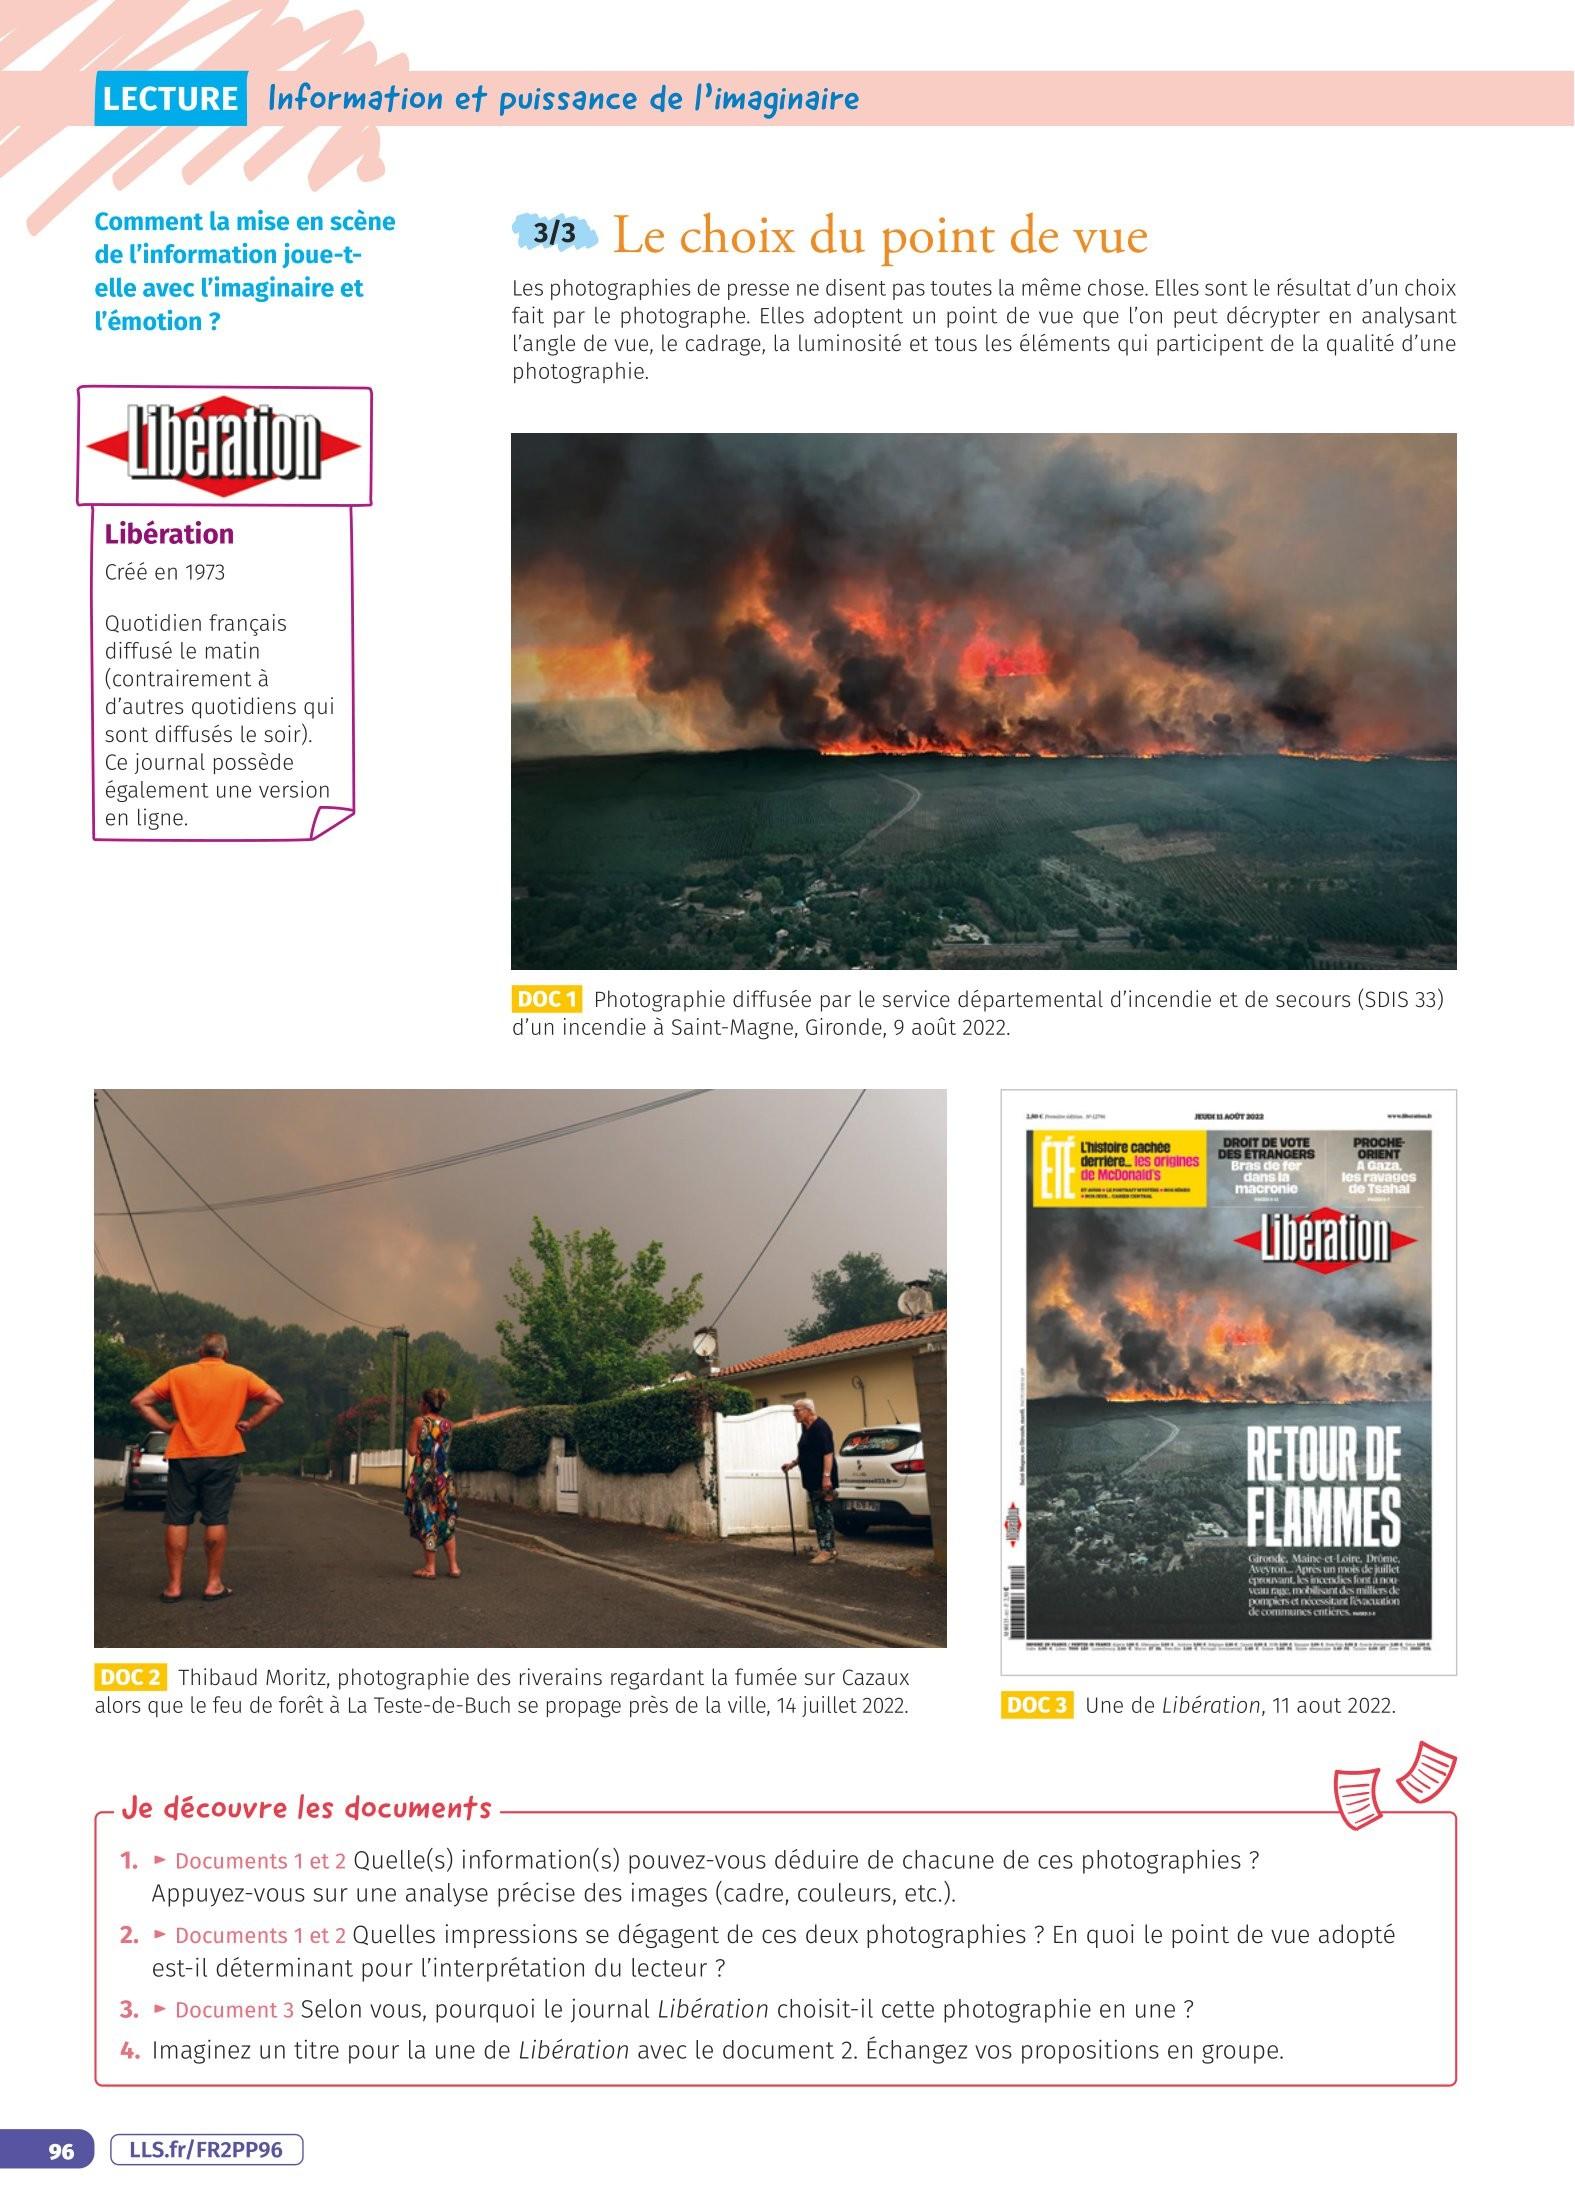 LECTURE Information et puissance de l'imaginaire
Comment la mise en scène
de l'information joue-t-
elle avec l'imaginaire et
l'émotion ?
Libération
Libération
Créé en 1973
Quotidien français
diffusé le matin
(contrairement à
d'autres quotidiens qui
sont diffusés le soir).
Ce journal possède
également une version
en ligne.
3/3 Le choix du point de vue
Les photographies de presse ne disent pas toutes la même chose. Elles sont le résultat d'un choix
fait par le photographe. Elles adoptent un point de vue que l'on peut décrypter en analysant
l'angle de vue, le cadrage, la luminosité et tous les éléments qui participent de la qualité d'une
photographie.
DOC 1 Photographie diffusée par le service départemental d'incendie et de secours (SDIS 33)
d'un incendie à Saint-Magne, Gironde, 9 août 2022.
DOC 2 Thibaud Moritz, photographie des riverains regardant la fumée sur Cazaux
alors que le feu de forêt à La Teste-de-Buch se propage près de la ville, 14 juillet 2022.
JEUDI 11 AOÛT 2022
www.liberation.fr
ÉTÉ
L'histoire cachée
derrière... les origines
de McDonald's
DROIT DE VOTE
DES ÉTRANGERS
Bras de fer
dans la
macronie
PROCHE-
ORIENT
A Gaza,
les ravages
de Tsahal
Libération
RETOUR DE
FLAMMES
Gironde, Maine-et-Loire, Drôme,
Aveyron... Après un mois de juillet
éprouvant, les incendies font à nou-
veau rage, mobilisant des milliers de
pompiers et nécessitant l'évacuation
de communes entières.
DOC 3 Une de Libération, 11 aout 2022.
Je découvre les documents
1. ► Documents 1 et 2 Quelle(s) information(s) pouvez-vous déduire de chacune de ces photographies ?
Appuyez-vous sur une analyse précise des images (cadre, couleurs, etc.).
2. ► Documents 1 et 2 Quelles impressions se dégagent de ces deux photographies ? En quoi le point de vue adopté
est-il déterminant pour l'interprétation du lecteur ?
3. ► Document 3 Selon vous, pourquoi le journal Libération choisit-il cette photographie en une ?
4. Imaginez un titre pour la une de Libération avec le document 2. Échangez vos propositions en groupe.
96 LLS.fr/FR2PP96